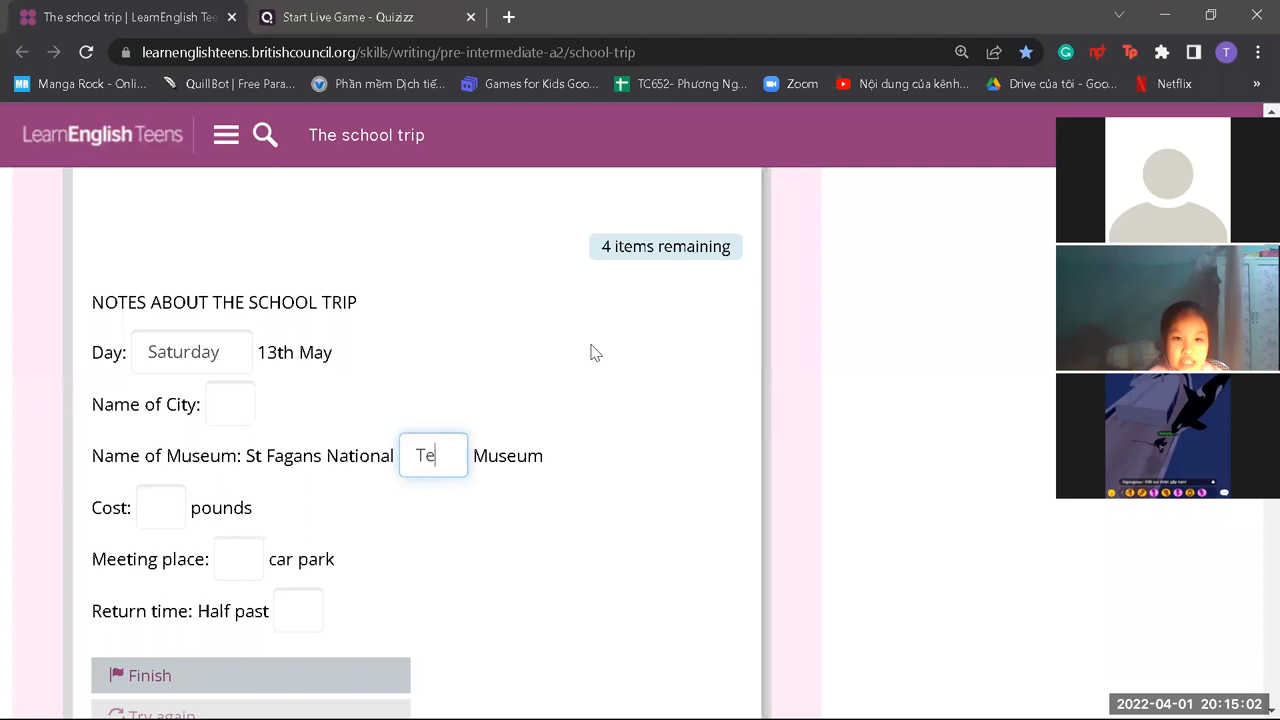 The school trip | LearnEnglish Tee
Start Live Game - Quizizz
learnenglishteens.britishcouncil.org/skills/writing/pre-intermediate-a2/school-trip
T
MR Manga Rock - Onli...
QuillBot | Free Para...
Phần mềm Dịch tiế...
Games for Kids Geo...
TC652- Phương Ng...
Zoom
Nội dung của kênh...
Drive của tôi - Goo...
Netflix
LearnEnglish Teens
The school trip
4 items remaining
NOTES ABOUT THE SCHOOL TRIP
Day: Saturday 13th May
Name of City:
Name of Museum: St Fagans National Te Museum
Cost: pounds
Meeting place: car park
Return time: Half past
Finish
Try again
2022-04-01 20:15:02